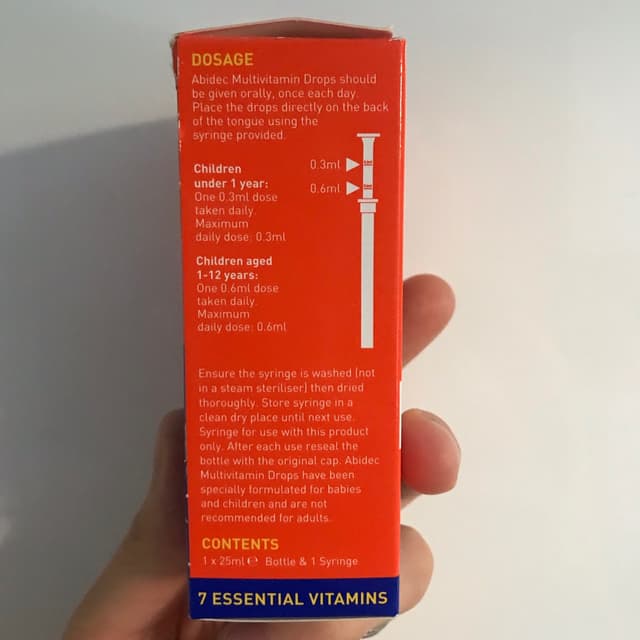 DOSAGE
Abidec Multivitamin Drops should
be given orally, once each day.
Place the drops directly on the back
of the tongue using the
syringe provided.
0.3ml
0.6ml
Children
under 1 year:
One 0.3ml dose
taken daily.
Maximum
daily dose: 0.3ml
Children aged
1-12 years:
One 0.6ml dose
taken daily.
Maximum
daily dose: 0.6ml
Ensure the syringe is washed (not
in a steam steriliser) then dried
thoroughly. Store syringe in a
clean dry place until next use.
Syringe for use with this product
only. After each use reseal the
bottle with the original cap. Abidec
Multivitamin Drops have been
specially formulated for babies
and children and are not
recommended for adults.
CONTENTS
1 x 25ml ℮ Bottle & 1 Syringe
7 ESSENTIAL VITAMINS